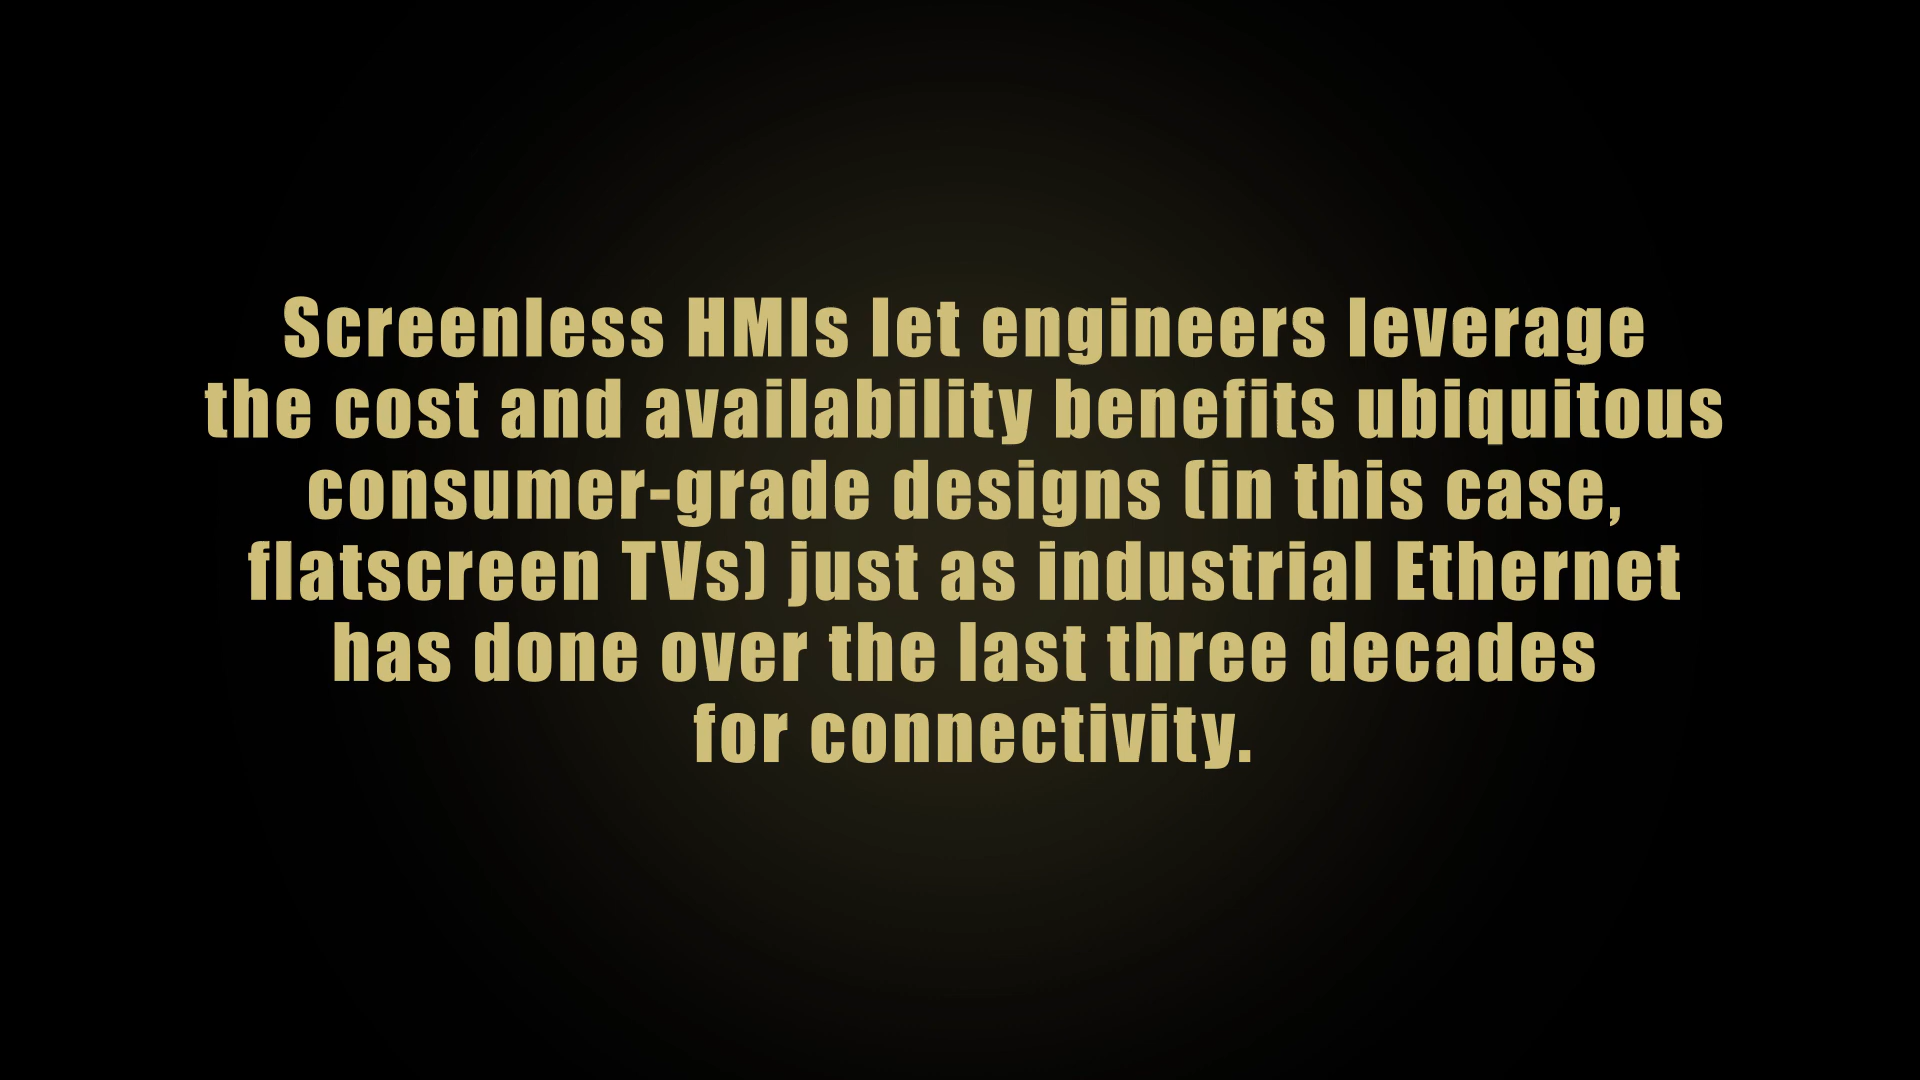 Screenless HMIs let engineers leverage
the cost and availability benefits ubiquitous
consumer-grade designs (in this case,
flatscreen TVs) just as industrial Ethernet
has done over the last three decades
for connectivity.